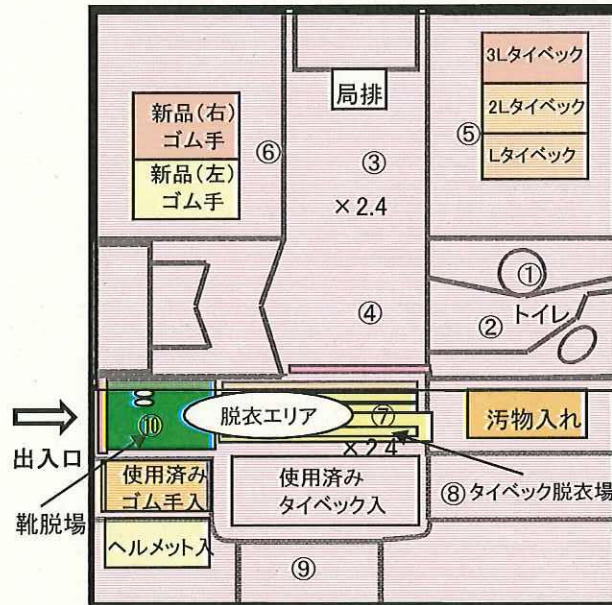 局排
3Lタイベック
2Lタイベック
Lタイベック
新品(右)
ゴム手
新品(左)
ゴム手
⑥
③
⑤
×2.4
①
④
②
トイレ
出入口
⑩
脱衣エリア
⑦
×2.4
汚物入れ
靴脱場
使用済み
ゴム手入
使用済み
タイベック入
⑧タイベック脱衣場
ヘルメット入
⑨